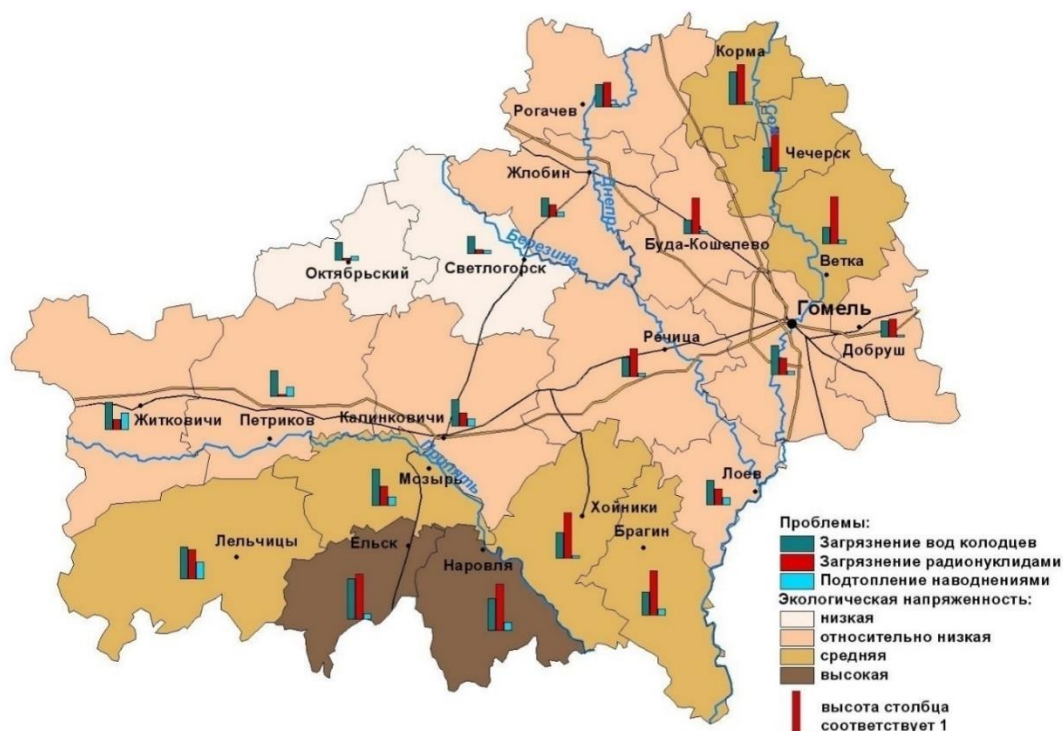 Корма
Рогачев
Сож
Чечерск
Жлобин
Днепр
Буда-Кошелево
Березина
Ветка
Октябрьский
Светлогорск
Гомель
Речица
Добруш
Житковичи
Петриков
Калинковичи
Припять
Мозырь
Лоев
Хойники
Брагин
Лельчицы
Ельск
Наровля
Проблемы:
Загрязнение вод колодцев
Загрязнение радионуклидами
Подтопление наводнениями
Экологическая напряженность:
низкая
относительно низкая
средняя
высокая
высота столбца
соответствует 1